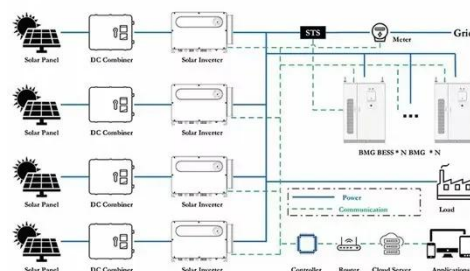 STS
Meter
Grid
Solar Panel
DC Combiner
Solar Inverter
Solar Panel
DC Combiner
Solar Inverter
BMG BESS * N BMG * N
Solar Panel
DC Combiner
Solar Inverter
Power
Communication
Load
Solar Panel
DC Combiner
Solar Inverter
Controller
Router
Cloud Server
Application